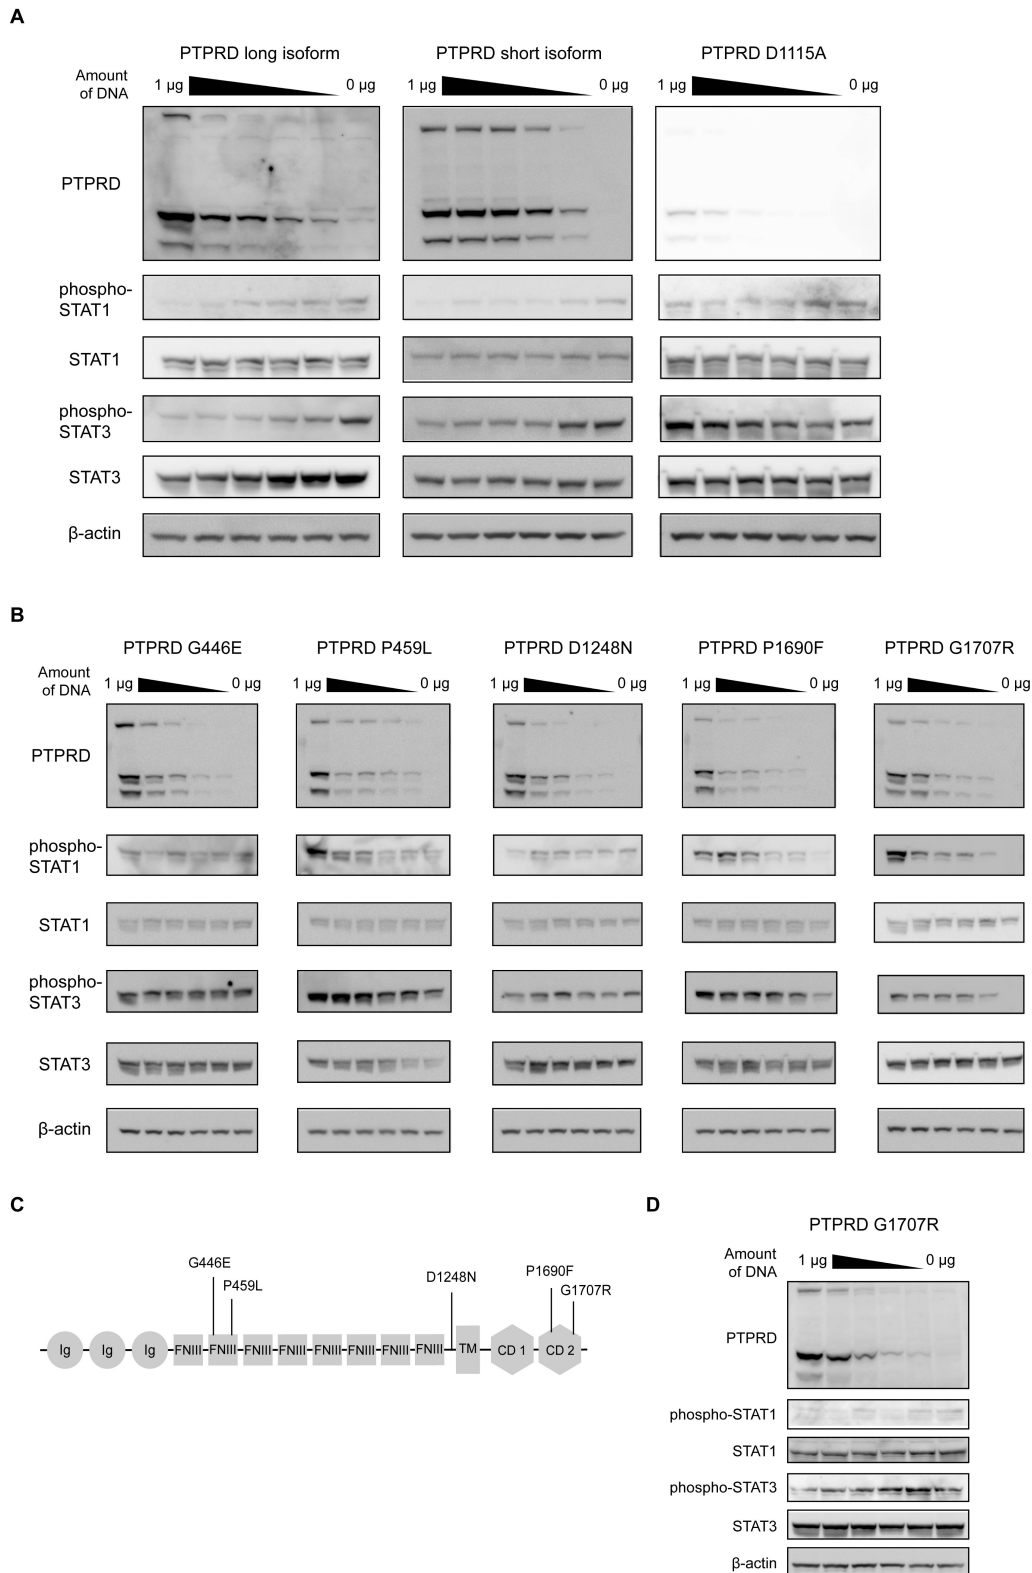 A
PTPRD long isoform
PTPRD short isoform
PTPRD D1115A
Amount
of DNA
1 µg
0 µg
1 µg
0 µg
1 µg
0 µg
PTPRD
phospho-
STAT1
STAT1
phospho-
STAT3
STAT3
β-actin
B
PTPRD G446E
PTPRD P459L
PTPRD D1248N
PTPRD P1690F
PTPRD G1707R
Amount
of DNA
1 µg
0 µg
1 µg
0 µg
1 µg
0 µg
1 µg
0 µg
1 µg
0 µg
PTPRD
phospho-
STAT1
STAT1
phospho-
STAT3
STAT3
β-actin
C
G446E
P459L
D1248N
P1690F
G1707R
Ig
Ig
Ig
FNIII
FNIII
FNIII
FNIII
FNIII
FNIII
FNIII
FNIII
TM
CD 1
CD 2
D
PTPRD G1707R
Amount
of DNA
1 µg
0 µg
PTPRD
phospho-STAT1
STAT1
phospho-STAT3
STAT3
β-actin